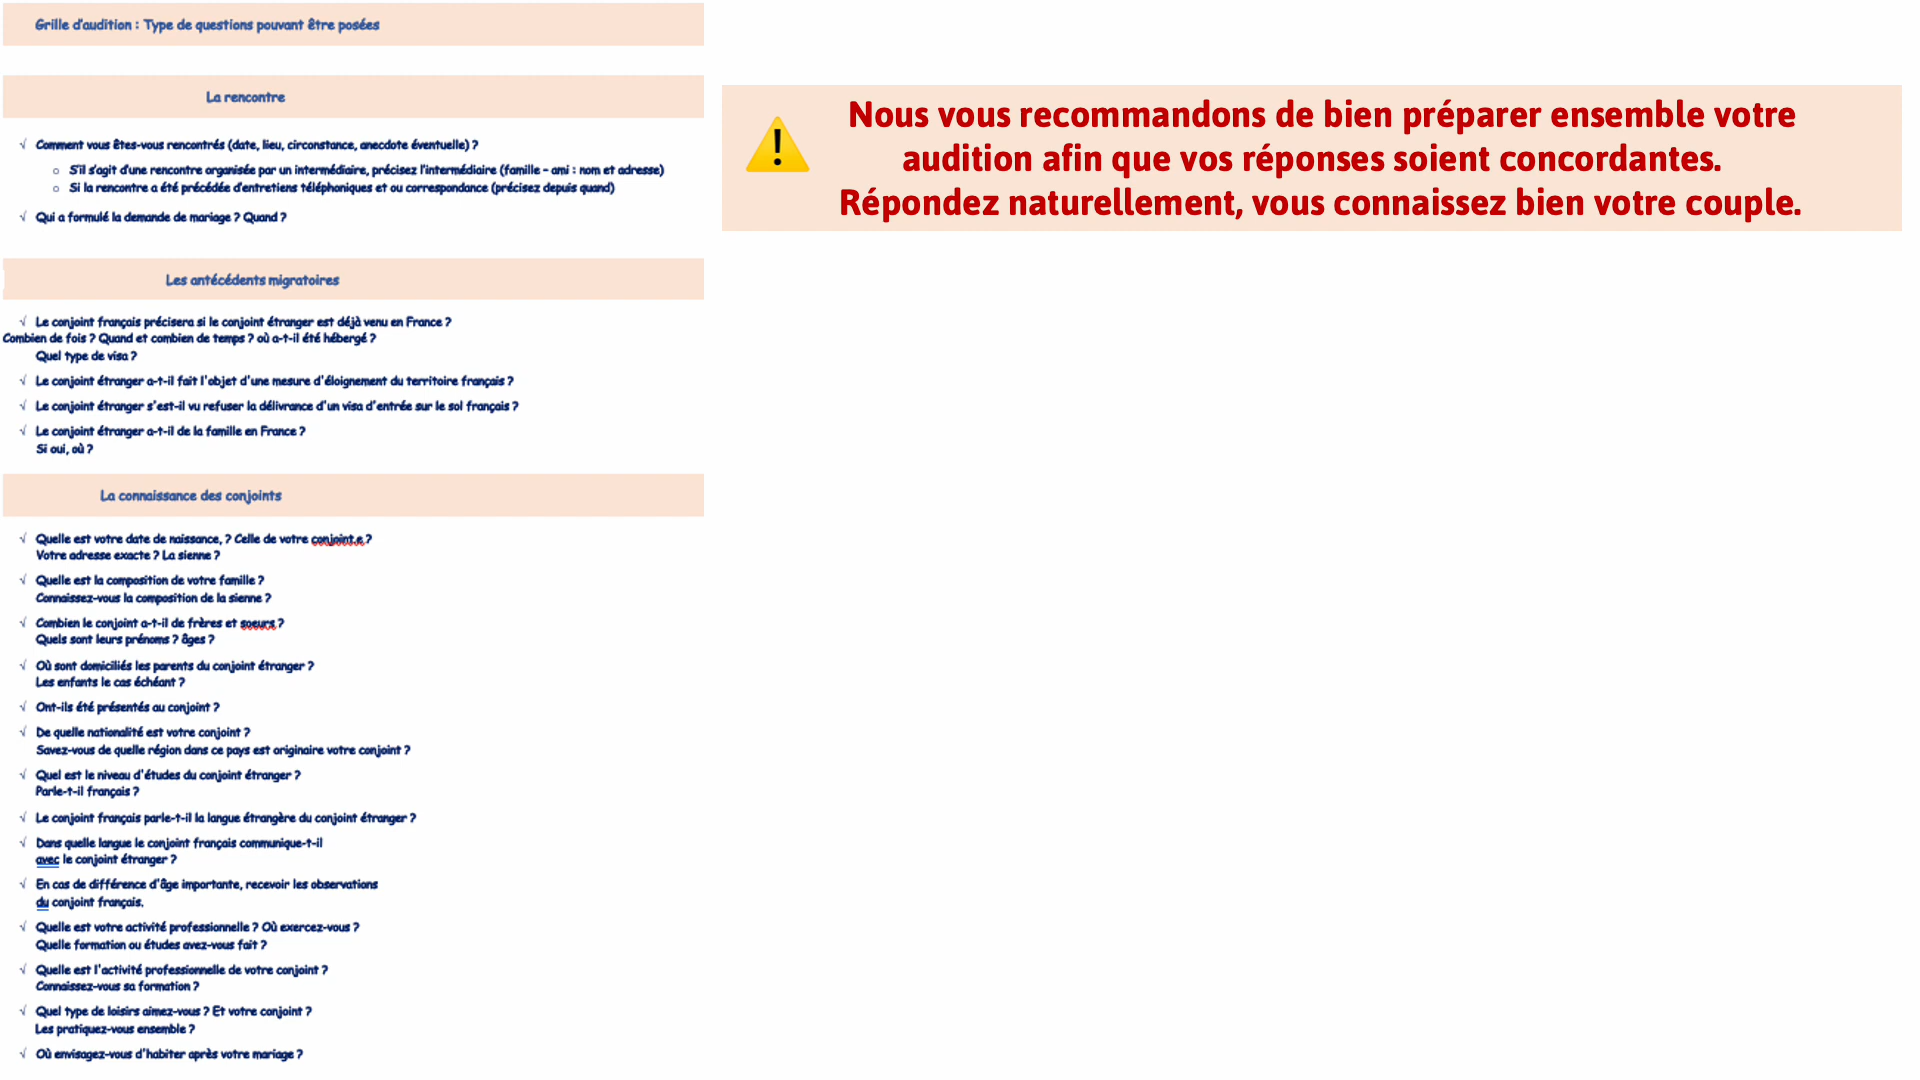 Grille d'audition : Type de questions pouvant être posées
La rencontre
√ Comment vous êtes-vous rencontrés (date, lieu, circonstance, anecdote éventuelle) ?
o S'il s'agit d'une rencontre organisée par un intermédiaire, précisez l'intermédiaire (famille – ami : nom et adresse)
o Si la rencontre a été précédée d'entretiens téléphoniques et ou correspondance (précisez depuis quand)
√ Qui a formulé la demande de mariage ? Quand ?
Les antécédents migratoires
√ Le conjoint français précisera si le conjoint étranger est déjà venu en France ?
Combien de fois ? Quand et combien de temps ? où a-t-il été hébergé ?
Quel type de visa ?
√ Le conjoint étranger a-t-il fait l'objet d'une mesure d'éloignement du territoire français ?
√ Le conjoint étranger s'est-il vu refuser la délivrance d'un visa d'entrée sur le sol français ?
√ Le conjoint étranger a-t-il de la famille en France ?
Si oui, où ?
La connaissance des conjoints
√ Quelle est votre date de naissance, ? Celle de votre conjoint.e ?
Votre adresse exacte ? La sienne ?
√ Quelle est la composition de votre famille ?
Connaissez-vous la composition de la sienne ?
√ Combien le conjoint a-t-il de frères et soeurs ?
Quels sont leurs prénoms ? âges ?
√ Où sont domiciliés les parents du conjoint étranger ?
Les enfants le cas échéant ?
√ Ont-ils été présentés au conjoint ?
√ De quelle nationalité est votre conjoint ?
Savez-vous de quelle région dans ce pays est originaire votre conjoint ?
√ Quel est le niveau d'études du conjoint étranger ?
Parle-t-il français ?
√ Le conjoint français parle-t-il la langue étrangère du conjoint étranger ?
√ Dans quelle langue le conjoint français communique-t-il
avec le conjoint étranger ?
√ En cas de différence d'âge importante, recevoir les observations
du conjoint français.
√ Quelle est votre activité professionnelle ? Où exercez-vous ?
Quelle formation ou études avez-vous fait ?
√ Quelle est l'activité professionnelle de votre conjoint ?
Connaissez-vous sa formation ?
√ Quel type de loisirs aimez-vous ? Et votre conjoint ?
Les pratiquez-vous ensemble ?
√ Où envisagez-vous d'habiter après votre mariage ?
Nous vous recommandons de bien préparer ensemble votre
audition afin que vos réponses soient concordantes.
Répondez naturellement, vous connaissez bien votre couple.